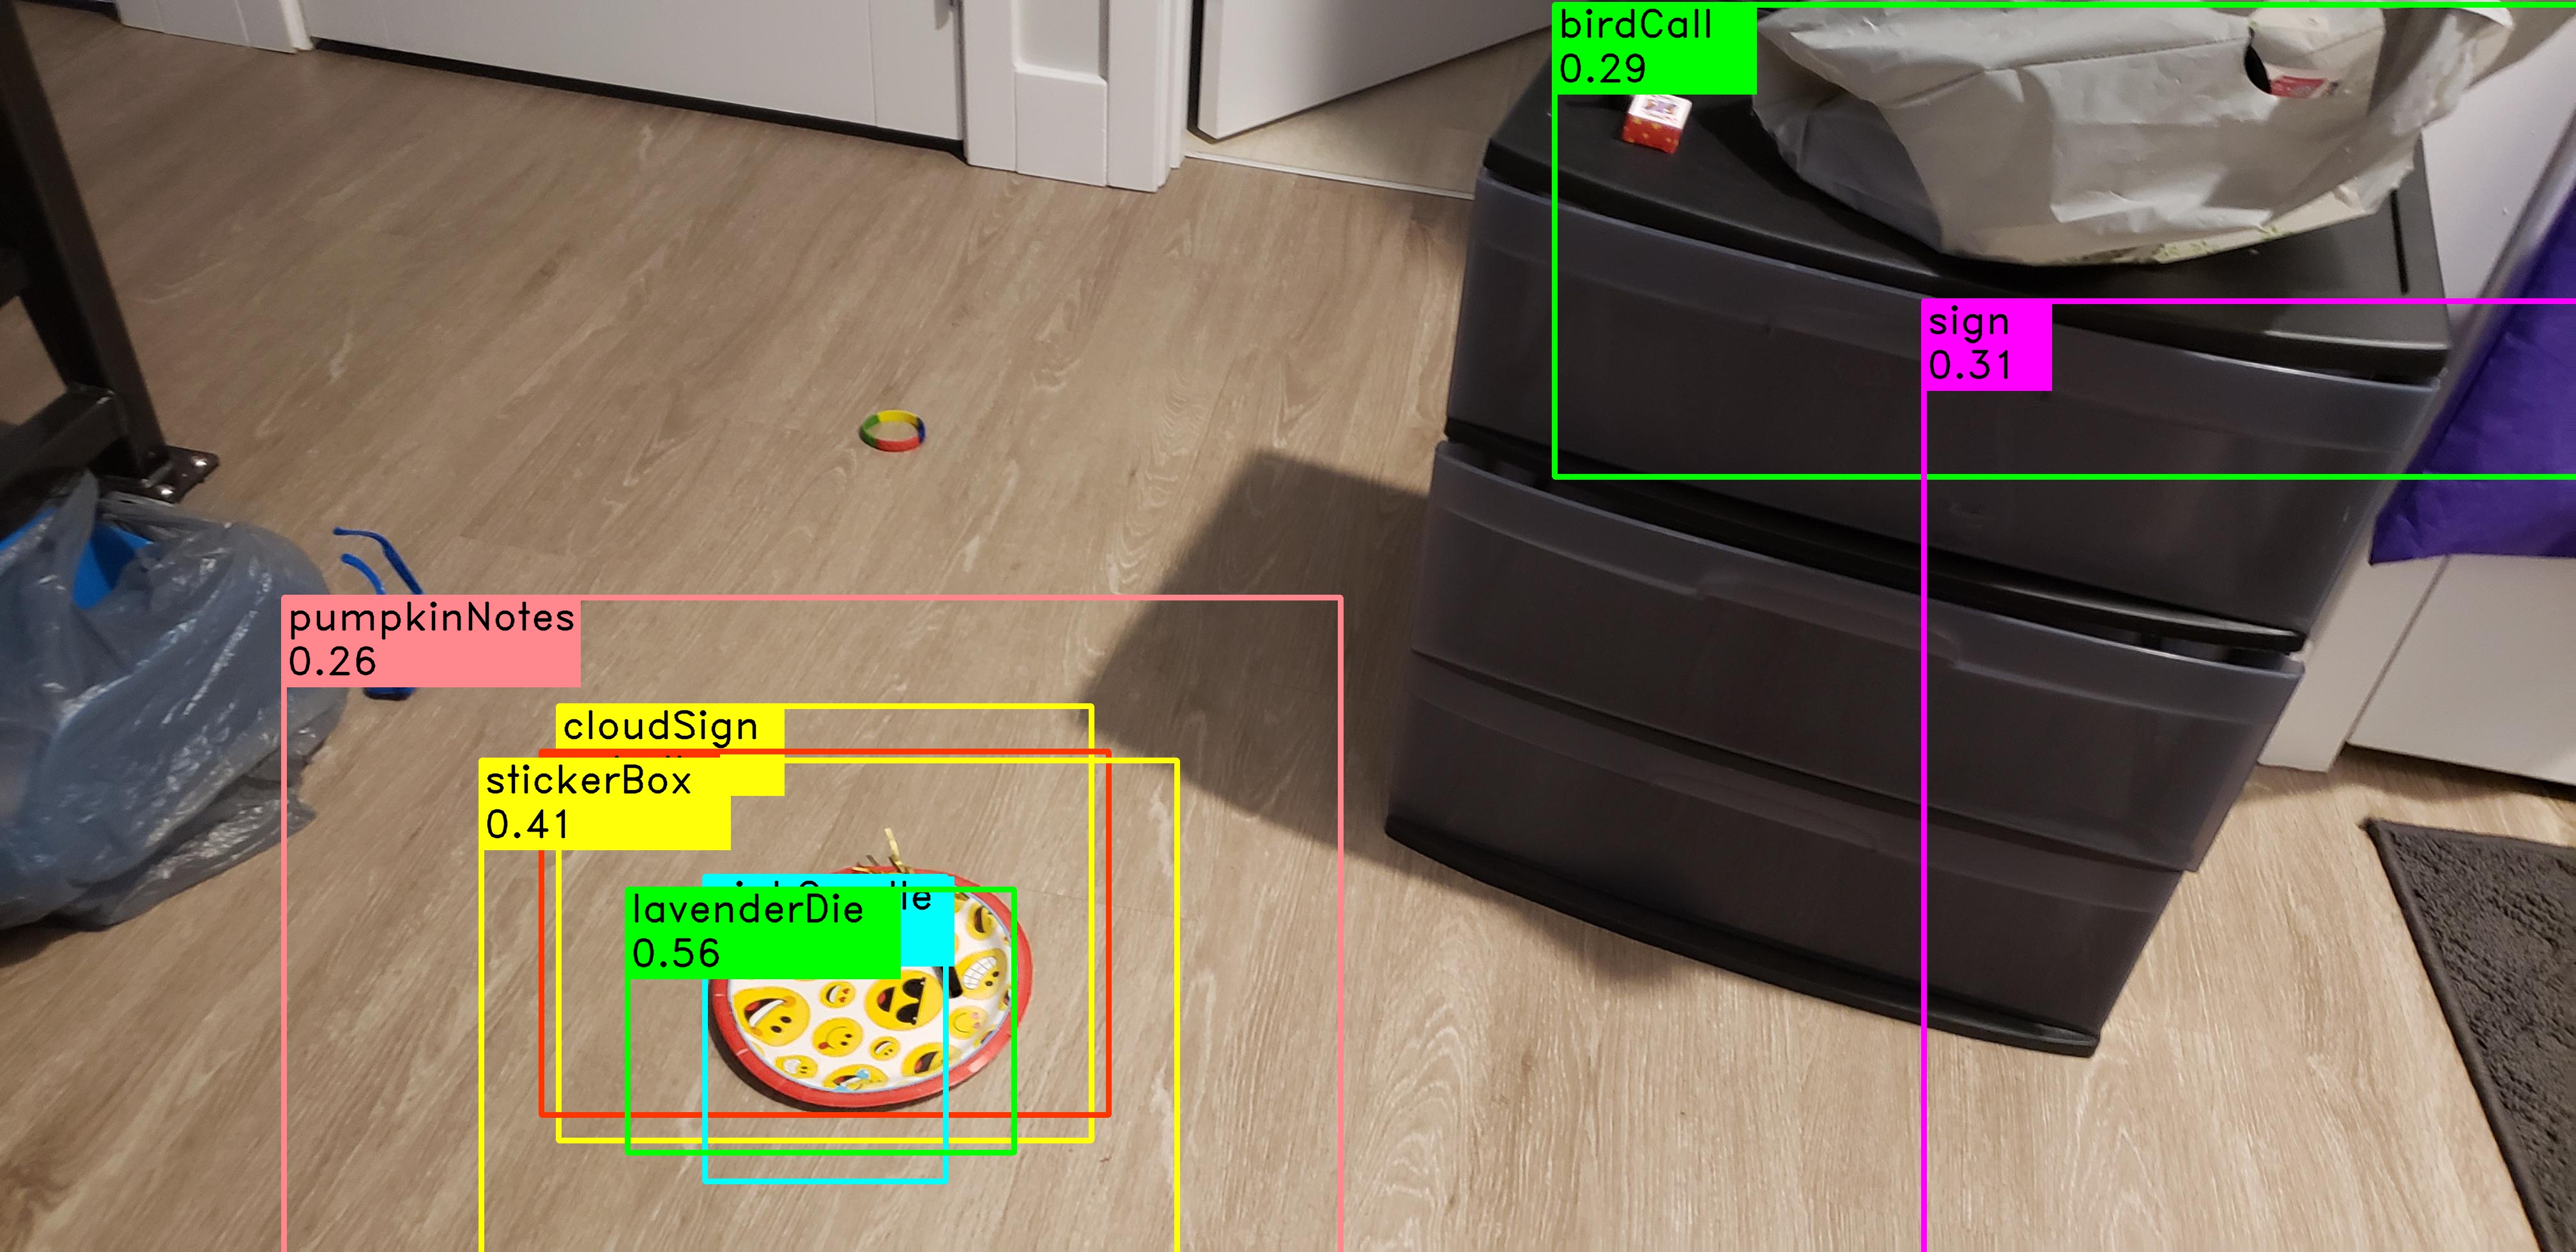 birdCall
0.29
sign
0.31
pumpkinNotes
0.26
cloudSign
stickerBox
0.41
lavenderDie
0.56